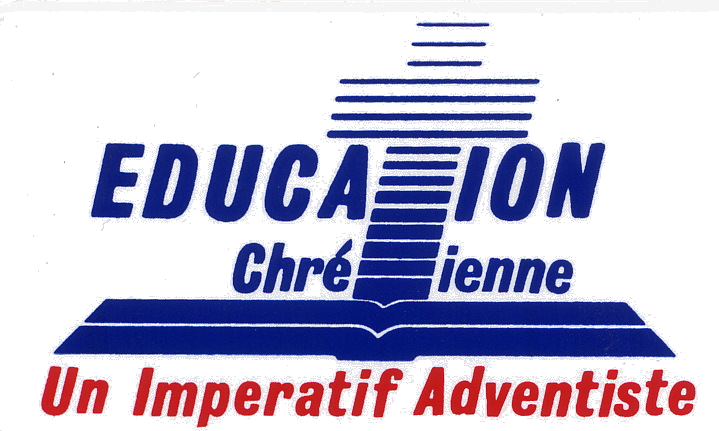 EDUCATION
Chrétienne
Un Imperatif Adventiste